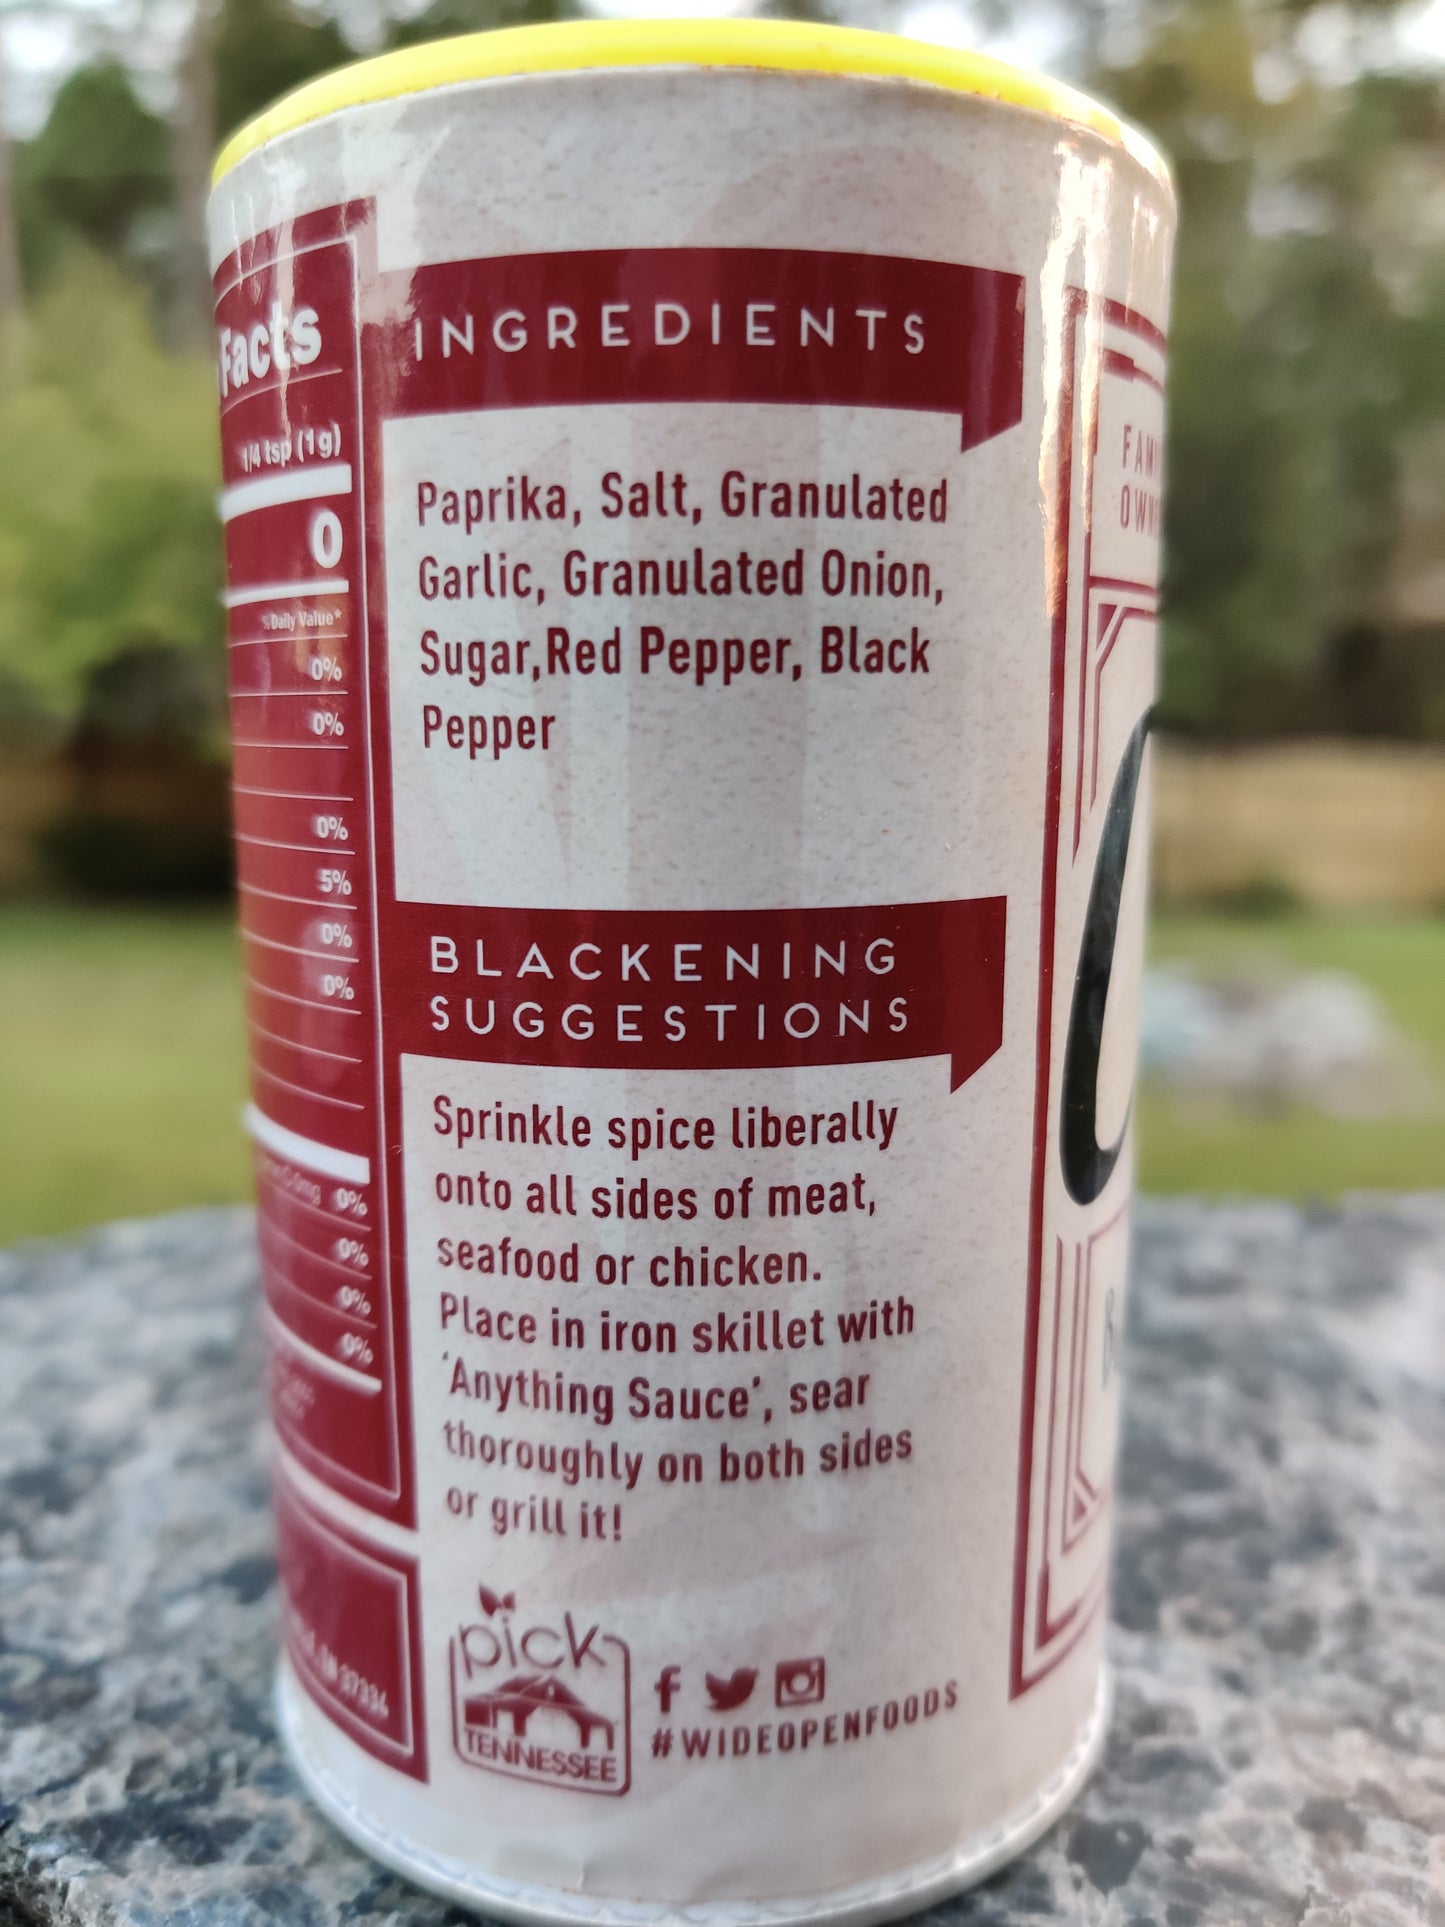 Facts
1/4 tsp (1g)
0
% Daily Value*
0%
0%
0%
5%
0%
0%
0%
0%
0%
0%
INGREDIENTS
Paprika, Salt, Granulated
Garlic, Granulated Onion,
Sugar,Red Pepper, Black
Pepper
BLACKENING
SUGGESTIONS
Sprinkle spice liberally
onto all sides of meat,
seafood or chicken.
Place in iron skillet with
'Anything Sauce', sear
thoroughly on both sides
or grill it!
pick
TENNESSEE
#WIDEOPENFOODS